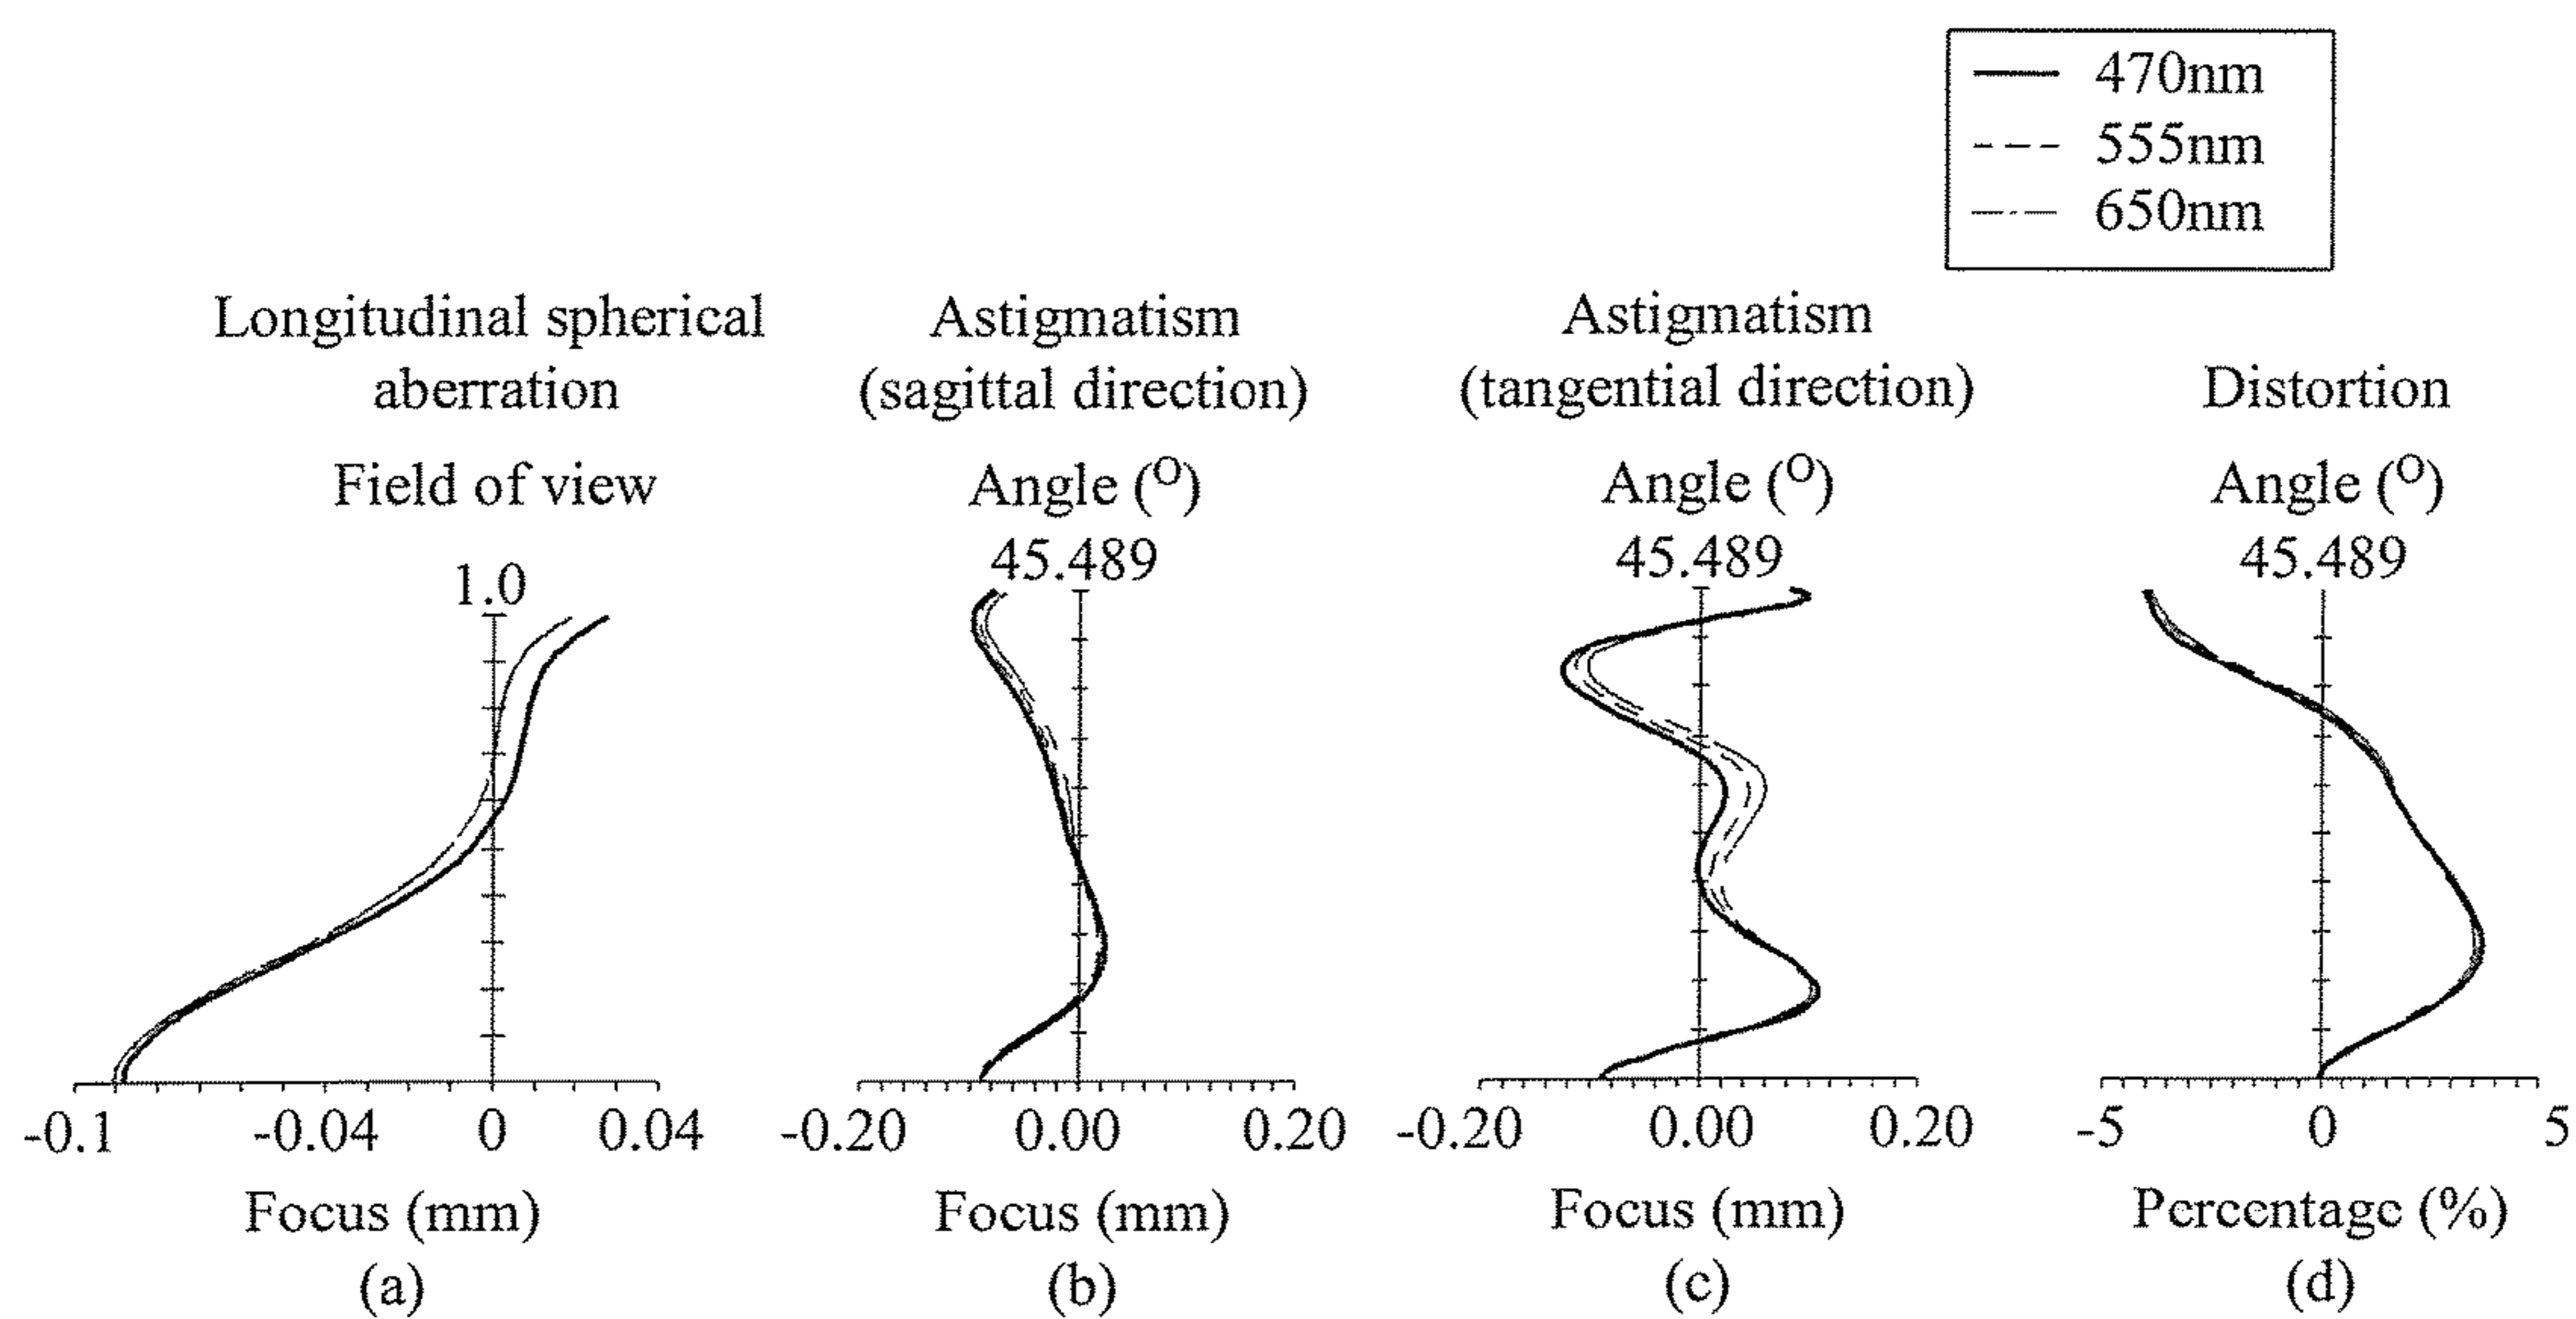 470nm
555nm
650nm
Longitudinal spherical
aberration
Field of view
1.0
-0.1 -0.04 0 0.04
Focus (mm)
(a)
Astigmatism
(sagittal direction)
Angle (O)
45.489
-0.20 0.00 0.20
Focus (mm)
(b)
Astigmatism
(tangential direction)
Angle (O)
45.489
-0.20 0.00 0.20
Focus (mm)
(c)
Distortion
Angle (O)
45.489
-5 0 5
Percentage (%)
(d)